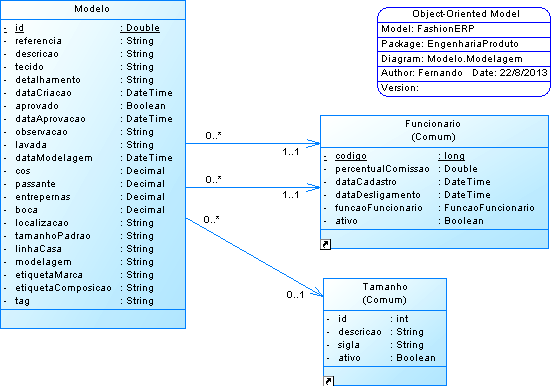 Modelo
- id : Double
- referencia : String
- descricao : String
- tecido : String
- detalhamento : String
- dataCriacao : DateTime
- aprovado : Boolean
- dataAprovacao : DateTime
- observacao : String
- lavada : String
- dataModelagem : DateTime
- cos : Decimal
- passante : Decimal
- entrepernas : Decimal
- boca : Decimal
- localizacao : String
- tamanhoPadrao : String
- linhaCasa : String
- modelagem : String
- etiquetaMarca : String
- etiquetaComposicao : String
- tag : String
Object-Oriented Model
Model: FashionERP
Package: EngenhariaProduto
Diagram: Modelo.Modelagem
Author: Fernando Date: 22/8/2013
Version:
0..*
1..1
0..*
1..1
0..*
0..1
Funcionario
(Comum)
- codigo : long
- percentualComissao : Double
- dataCadastro : DateTime
- dataDesligamento : DateTime
- funcaoFuncionario : FuncaoFuncionario
- ativo : Boolean
Tamanho
(Comum)
- id : int
- descricao : String
- sigla : String
- ativo : Boolean